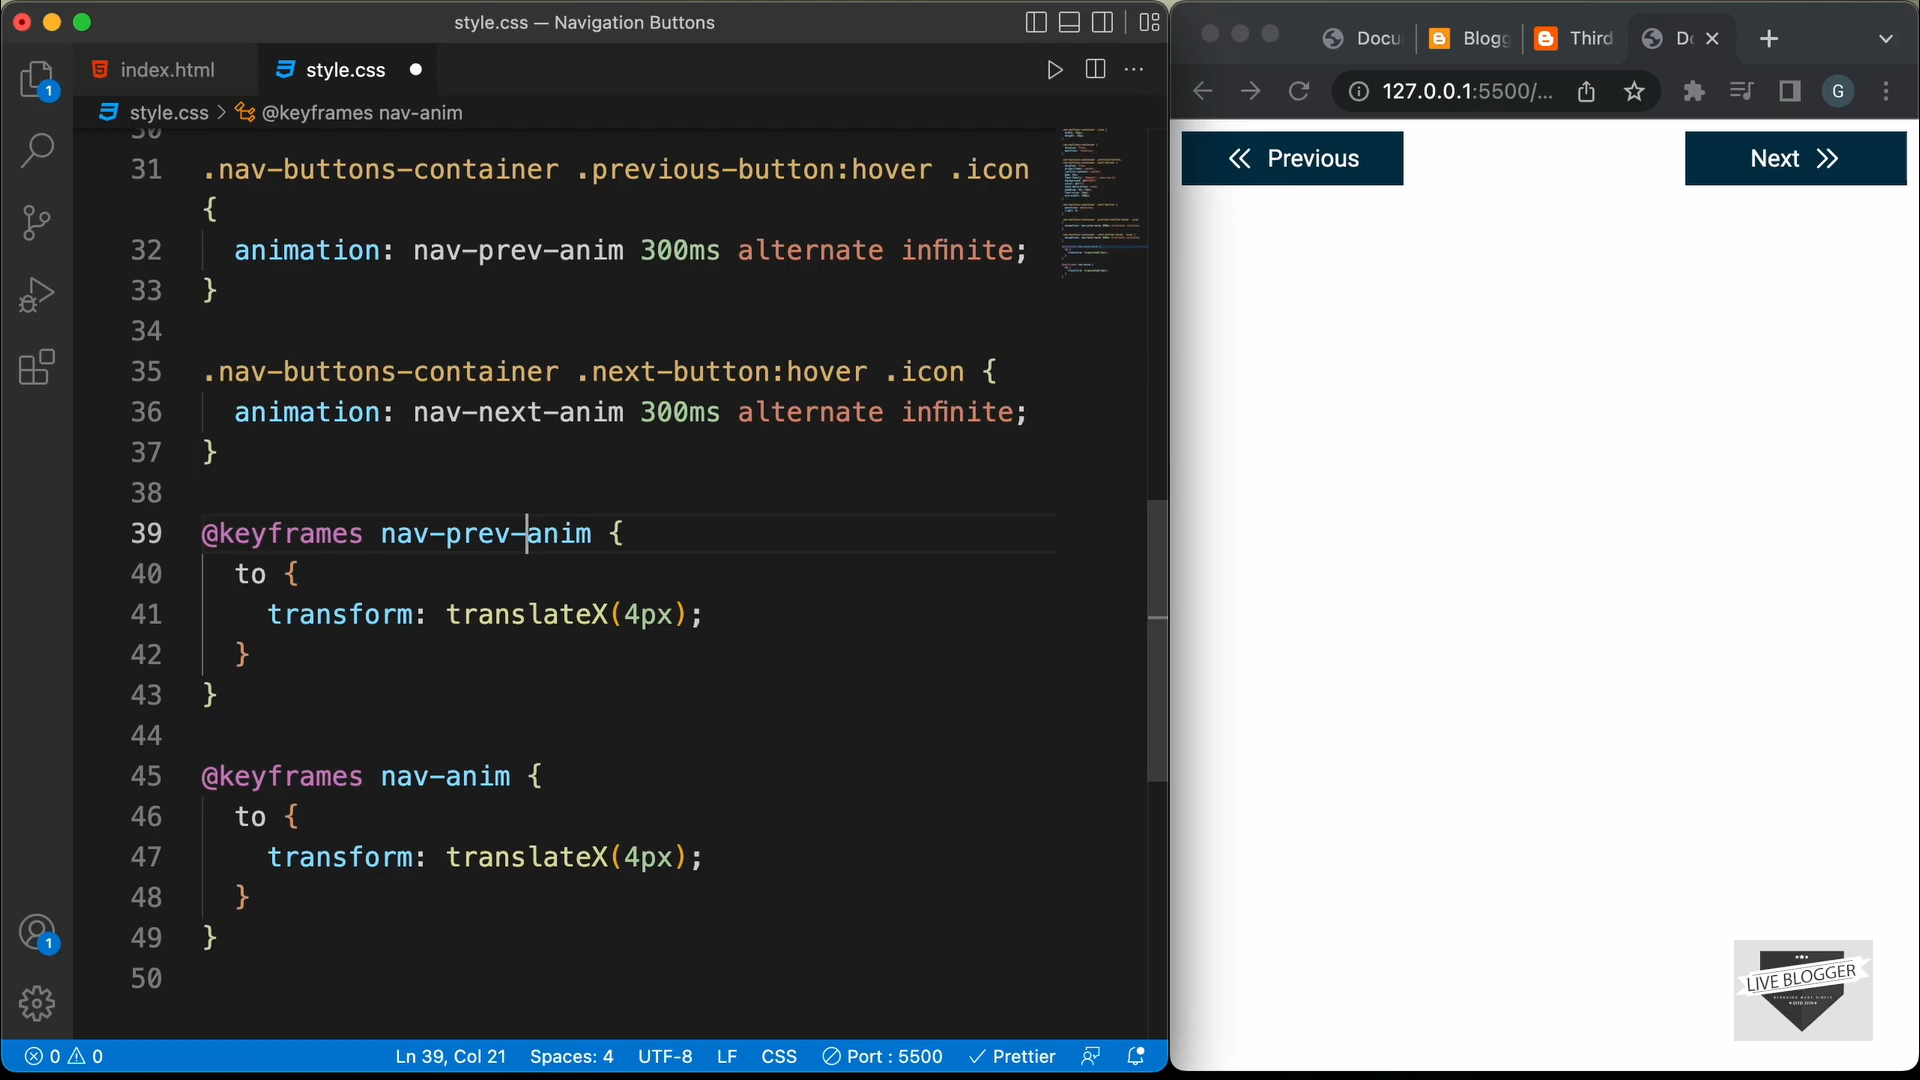 style.css — Navigation Buttons
index.html
style.css
style.css > @keyframes nav-anim
30
31 .nav-buttons-container .previous-button:hover .icon
{
32 animation: nav-prev-anim 300ms alternate infinite;
33 }
34
35 .nav-buttons-container .next-button:hover .icon {
36 animation: nav-next-anim 300ms alternate infinite;
37 }
38
39 @keyframes nav-prev-anim {
40 to {
41 transform: translateX(4px);
42 }
43 }
44
45 @keyframes nav-anim {
46 to {
47 transform: translateX(4px);
48 }
49 }
50
1
1
0 0
Ln 39, Col 21
Spaces: 4
UTF-8
LF
CSS
Port : 5500
Prettier
Docu
Blogg
Third
Do
127.0.0.1:5500/...
G
Previous
Next
LIVE BLOGGER